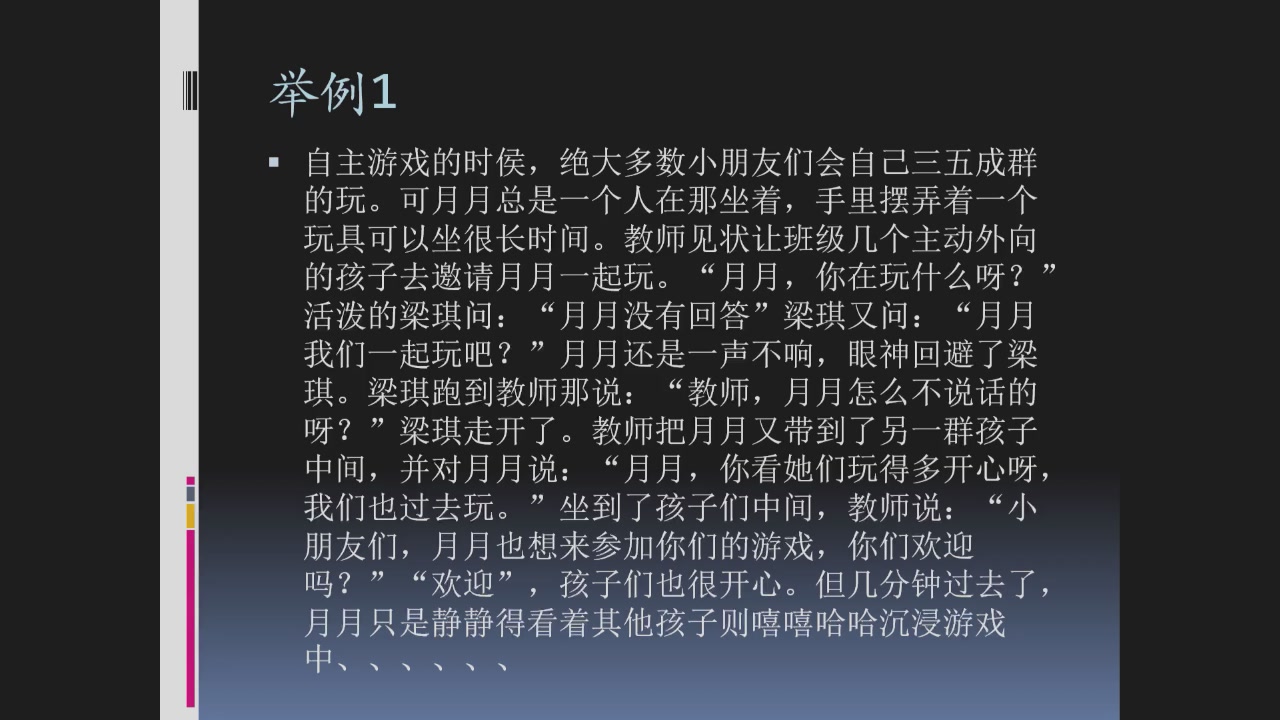 举例1
▪ 自主游戏的时侯，绝大多数小朋友们会自己三五成群
的玩。可月月总是一个人在那坐着，手里摆弄着一个
玩具可以坐很长时间。教师见状让班级几个主动外向
的孩子去邀请月月一起玩。“月月，你在玩什么呀？”
活泼的梁琪问：“月月没有回答”梁琪又问：“月月
我们一起玩吧？”月月还是一声不响，眼神回避了梁
琪。梁琪跑到教师那说：“教师，月月怎么不说话的
呀？”梁琪走开了。教师把月月又带到了另一群孩子
中间，并对月月说：“月月，你看她们玩得多开心呀，
我们也过去玩。”坐到了孩子们中间，教师说：“小
朋友们，月月也想来参加你们的游戏，你们欢迎
吗？”“欢迎”，孩子们也很开心。但几分钟过去了，
月月只是静静得看着其他孩子则嘻嘻哈哈沉浸游戏
中、、、、、、